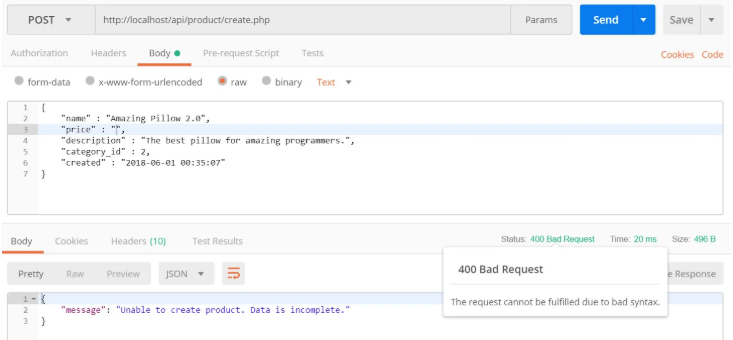 POST http://localhost/api/product/create.php Params Send Save
Authorization Headers Body Pre-request Script Tests Cookies Code
form-data x-www-form-urlencoded raw binary Text
1 {
2 "name" : "Amazing Pillow 2.0",
3 "price" : "",
4 "description" : "The best pillow for amazing programmers.",
5 "category_id" : 2,
6 "created" : "2018-06-01 00:35:07"
7 }
Body Cookies Headers (10) Test Results Status: 400 Bad Request Time: 20 ms Size: 496 B
Pretty Raw Preview JSON e Response
400 Bad Request
The request cannot be fulfilled due to bad syntax.
1 {
2 "message": "Unable to create product. Data is incomplete."
3 }